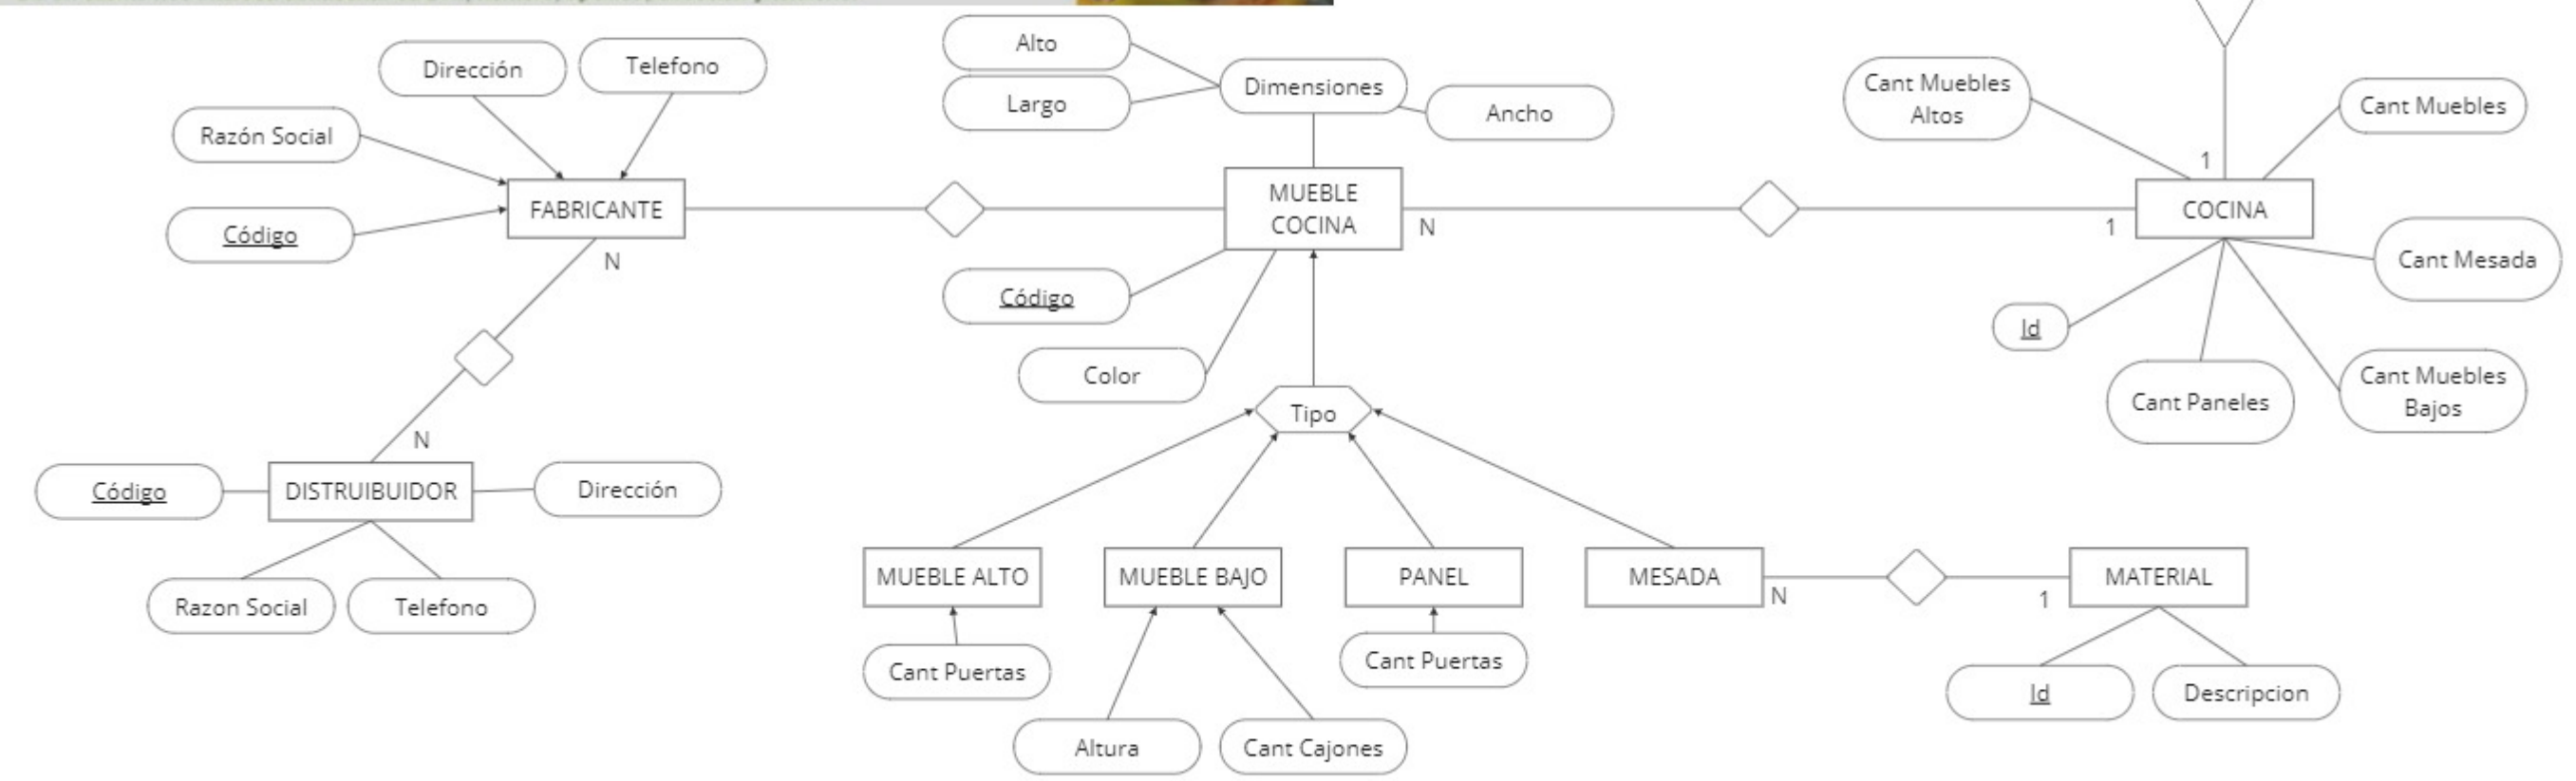 Alto
Dirección
Telefono
Dimensiones
Cant Muebles
Altos
Cant Muebles
Largo
Ancho
Razón Social
1
MUEBLE
COCINA
FABRICANTE
COCINA
N
1
Código
N
Cant Mesada
Código
Id
Color
Cant Muebles
Bajos
Cant Paneles
Tipo
N
Código
DISTRUIBUIDOR
Dirección
MUEBLE ALTO
MUEBLE BAJO
PANEL
MESADA
MATERIAL
N
1
Razon Social
Telefono
Cant Puertas
Cant Puertas
Id
Descripcion
Altura
Cant Cajones